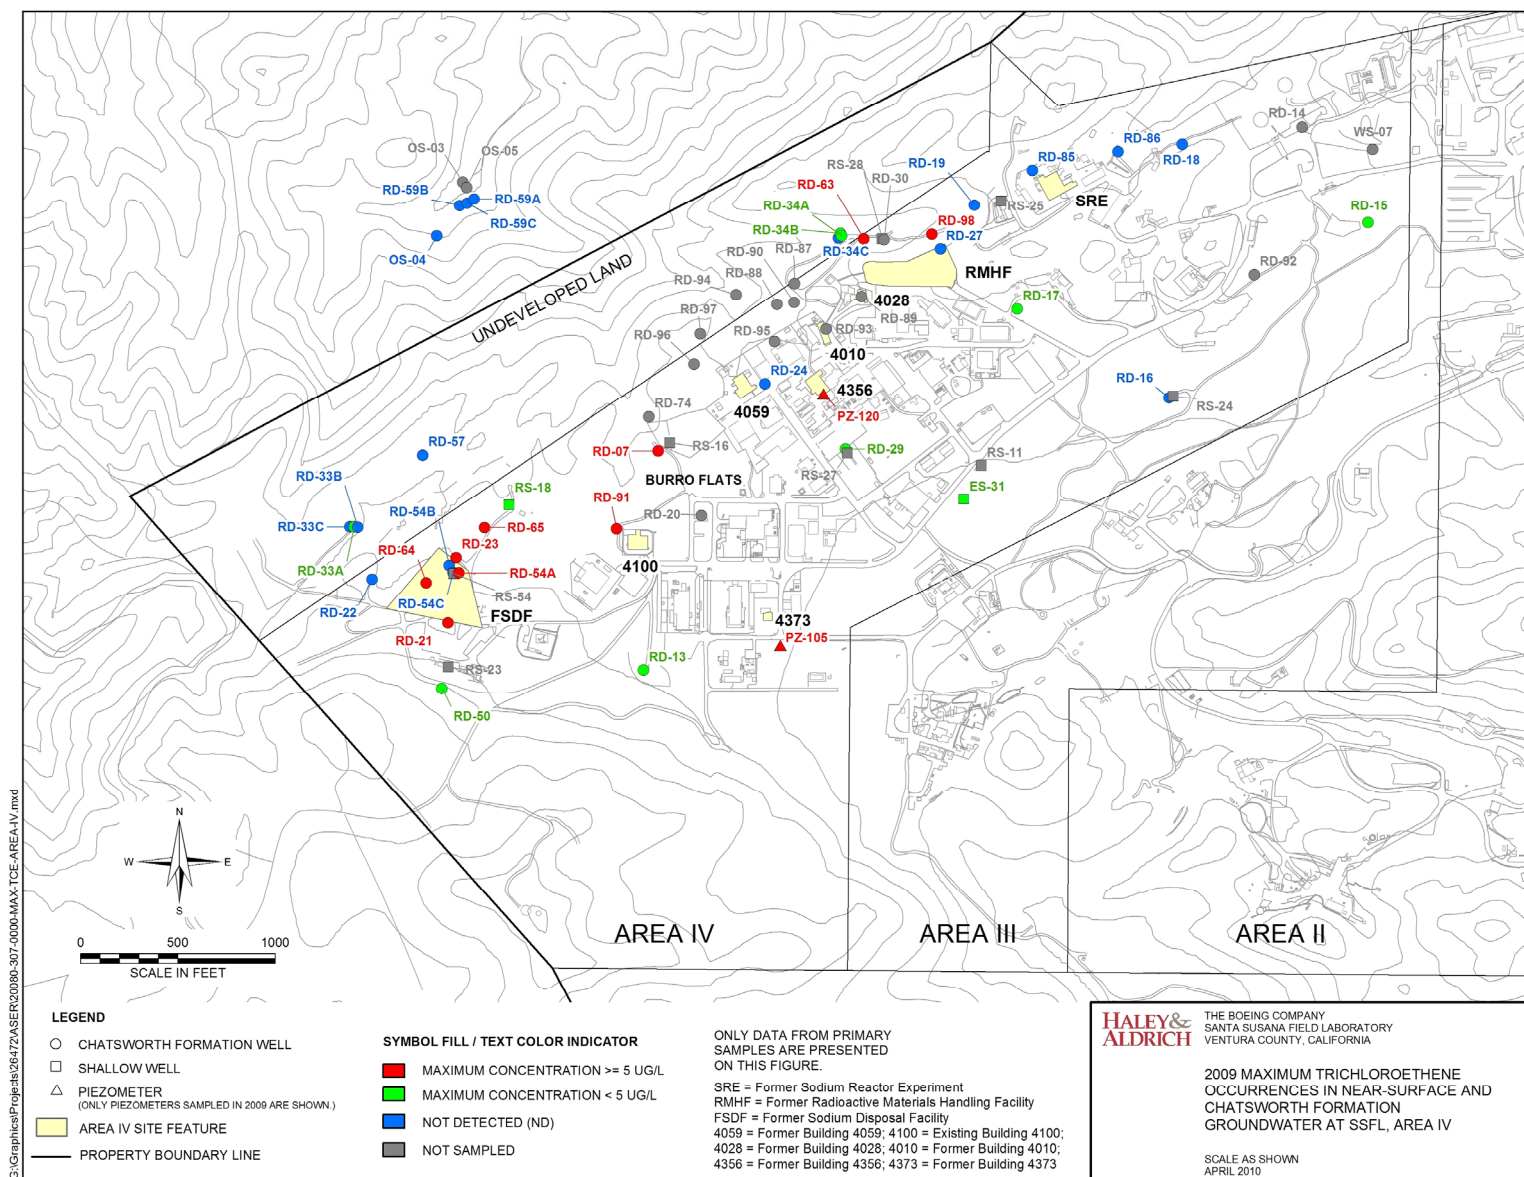 OS-03
OS-05
RD-59B
RD-59A
RD-59C
OS-04
UNDEVELOPED LAND
RD-14
WS-07
RD-86
RD-85
RD-18
RD-19
RS-28
RD-30
RD-63
RD-34A
RD-34B
RD-34C
RS-25
SRE
RD-98
RD-27
RD-15
RD-90
RD-87
RD-88
RD-94
RMHF
RD-92
RD-97
4028
RD-89
RD-17
RD-96
RD-95
RD-93
4010
RD-24
4356
4059
PZ-120
RD-16
RS-24
RD-74
RS-16
RD-07
RD-29
RS-27
RS-11
BURRO FLATS
ES-31
RD-57
RD-33B
RS-18
RD-54B
RD-91
RD-33C
RD-65
RD-20
RD-64
RD-23
RD-33A
RD-54A
4100
RS-54
RD-22
RD-54C
FSDF
4373
RD-21
PZ-105
RS-23
RD-13
RD-50
N
W
E
S
0
500
1000
SCALE IN FEET
AREA IV
AREA III
AREA II
G:\Graphics\Projects\26472\ASER\20080-3007-0000-MAX-TCE-AREA-IV.mxd
LEGEND
CHATSWORTH FORMATION WELL
SHALLOW WELL
PIEZOMETER
(ONLY PIEZOMETERS SAMPLED IN 2009 ARE SHOWN.)
AREA IV SITE FEATURE
PROPERTY BOUNDARY LINE
SYMBOL FILL / TEXT COLOR INDICATOR
MAXIMUM CONCENTRATION >= 5 UG/L
MAXIMUM CONCENTRATION < 5 UG/L
NOT DETECTED (ND)
NOT SAMPLED
ONLY DATA FROM PRIMARY
SAMPLES ARE PRESENTED
ON THIS FIGURE.
SRE = Former Sodium Reactor Experiment
RMHF = Former Radioactive Materials Handling Facility
FSDF = Former Sodium Disposal Facility
4059 = Former Building 4059; 4100 = Existing Building 4100;
4028 = Former Building 4028; 4010 = Former Building 4010;
4356 = Former Building 4356; 4373 = Former Building 4373
HALEY&
ALDRICH
THE BOEING COMPANY
SANTA SUSANA FIELD LABORATORY
VENTURA COUNTY, CALIFORNIA
2009 MAXIMUM TRICHLOROETHENE
OCCURRENCES IN NEAR-SURFACE AND
CHATSWORTH FORMATION
GROUNDWATER AT SSFL, AREA IV
SCALE AS SHOWN
APRIL 2010